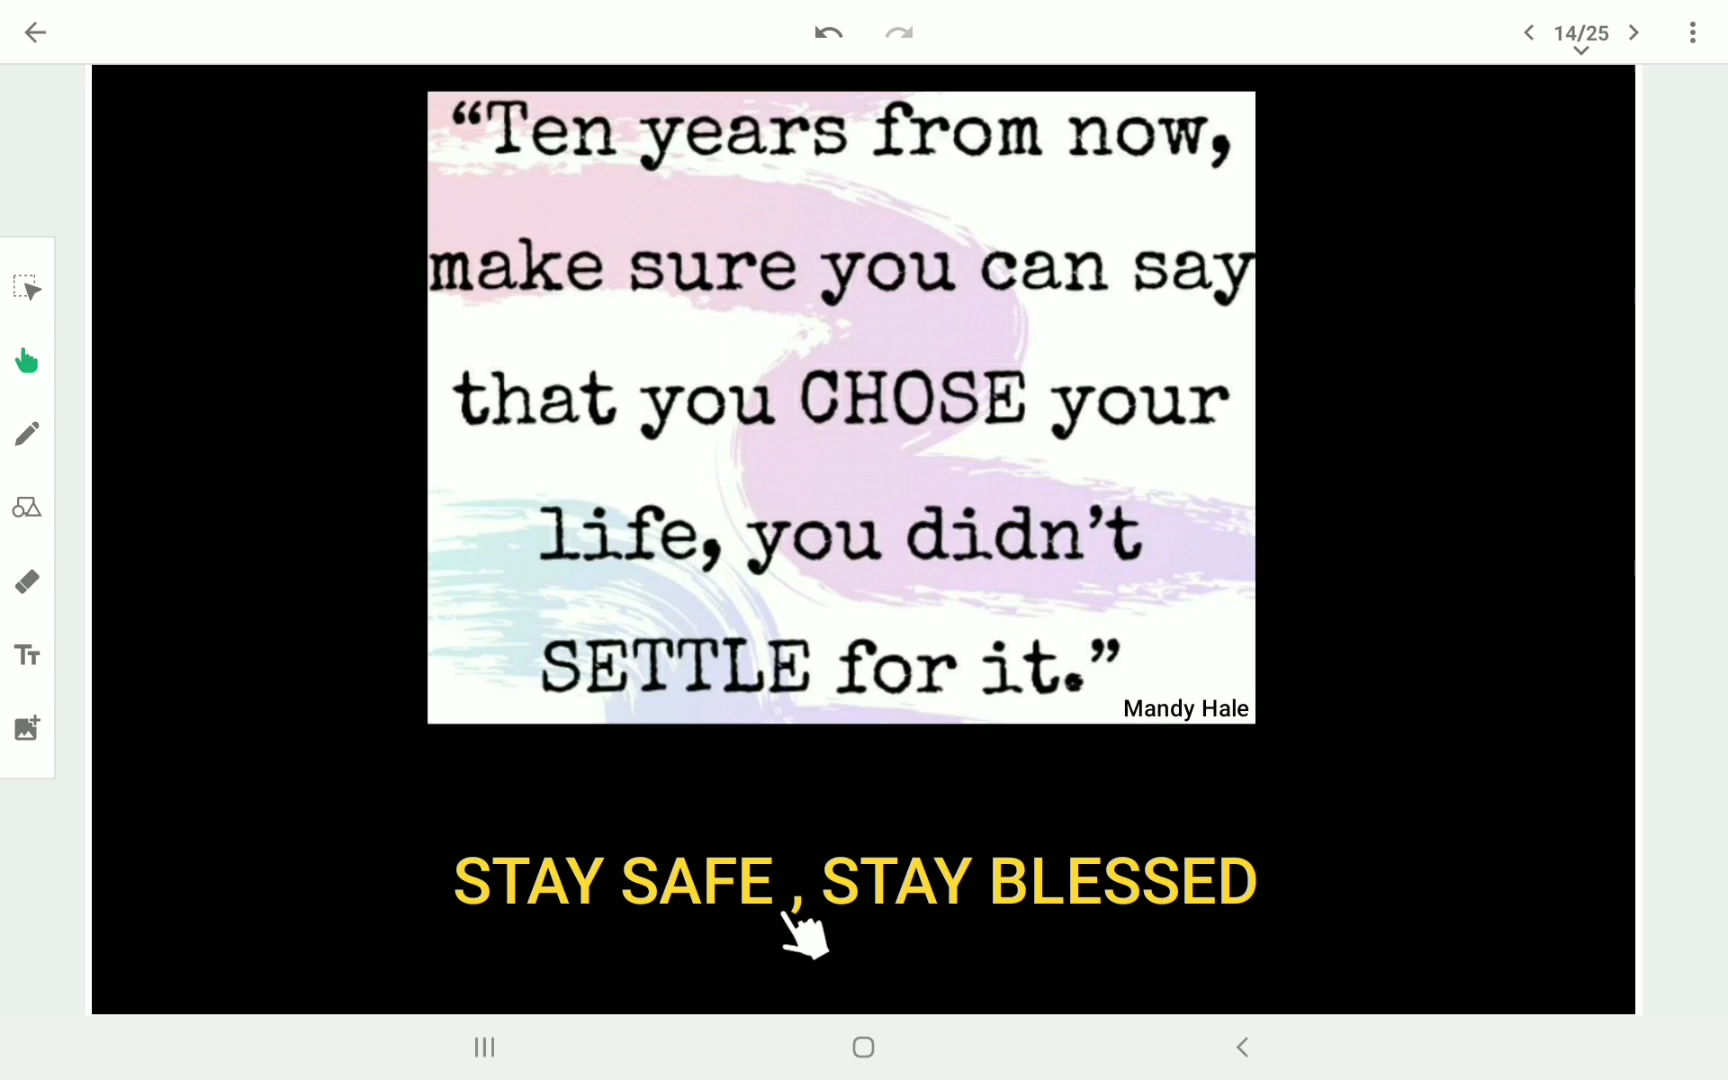 14/25
“Ten years from now,
make sure you can say
that you CHOSE your
life, you didn’t
SETTLE for it.”
Mandy Hale
STAY SAFE , STAY BLESSED
TT